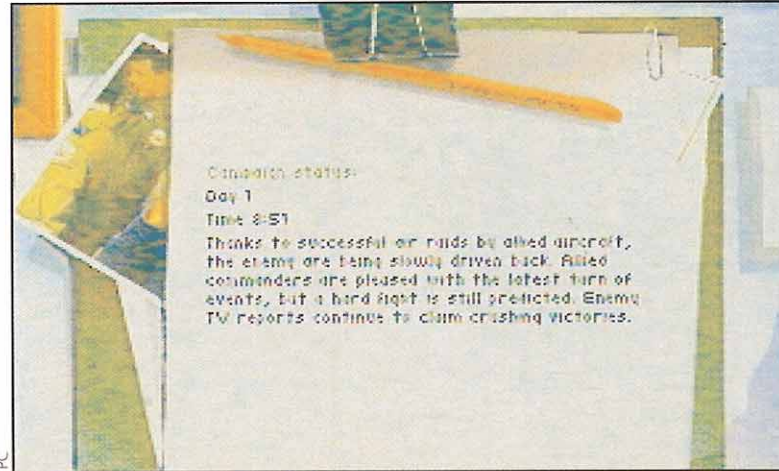 Campaign status:
Day 1
Time 8:51
Thanks to successful air raids by allied aircraft,
the enemy are being slowly driven back. Allied
commanders are pleased with the latest turn of
events, but a hard fight is still predicted. Enemy
TV reports continue to claim crushing victories.
PC